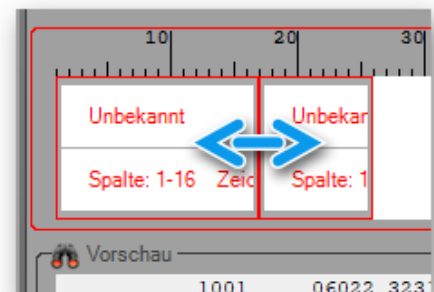 10 20 30
Unbekannt Unbekan
Spalte: 1-16 Zeic Spalte: 1
Vorschau
1001 06022 3231